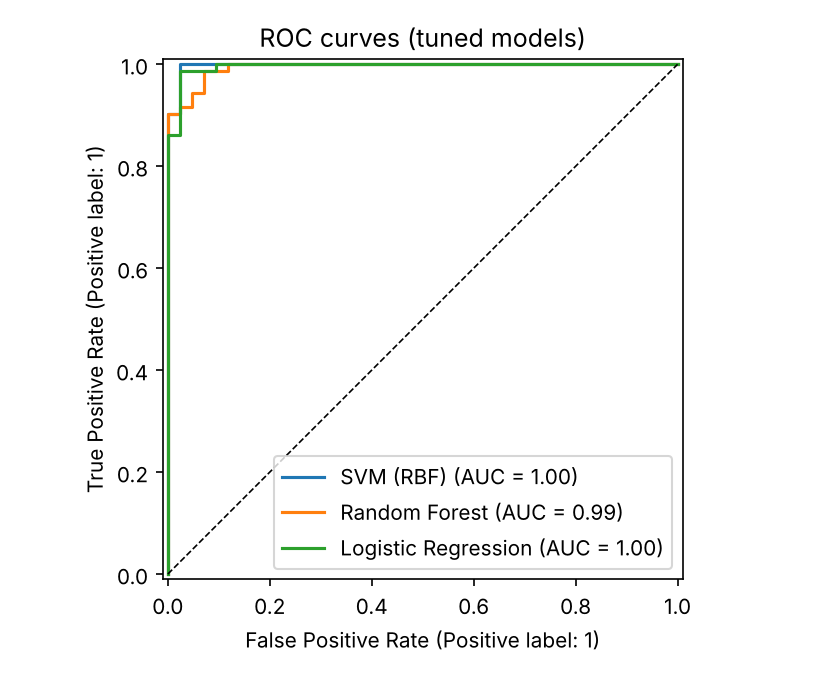 ROC curves (tuned models)
True Positive Rate (Positive label: 1)
1.0
0.8
0.6
0.4
0.2
0.0
SVM (RBF) (AUC = 1.00)
Random Forest (AUC = 0.99)
Logistic Regression (AUC = 1.00)
0.0 0.2 0.4 0.6 0.8 1.0
False Positive Rate (Positive label: 1)